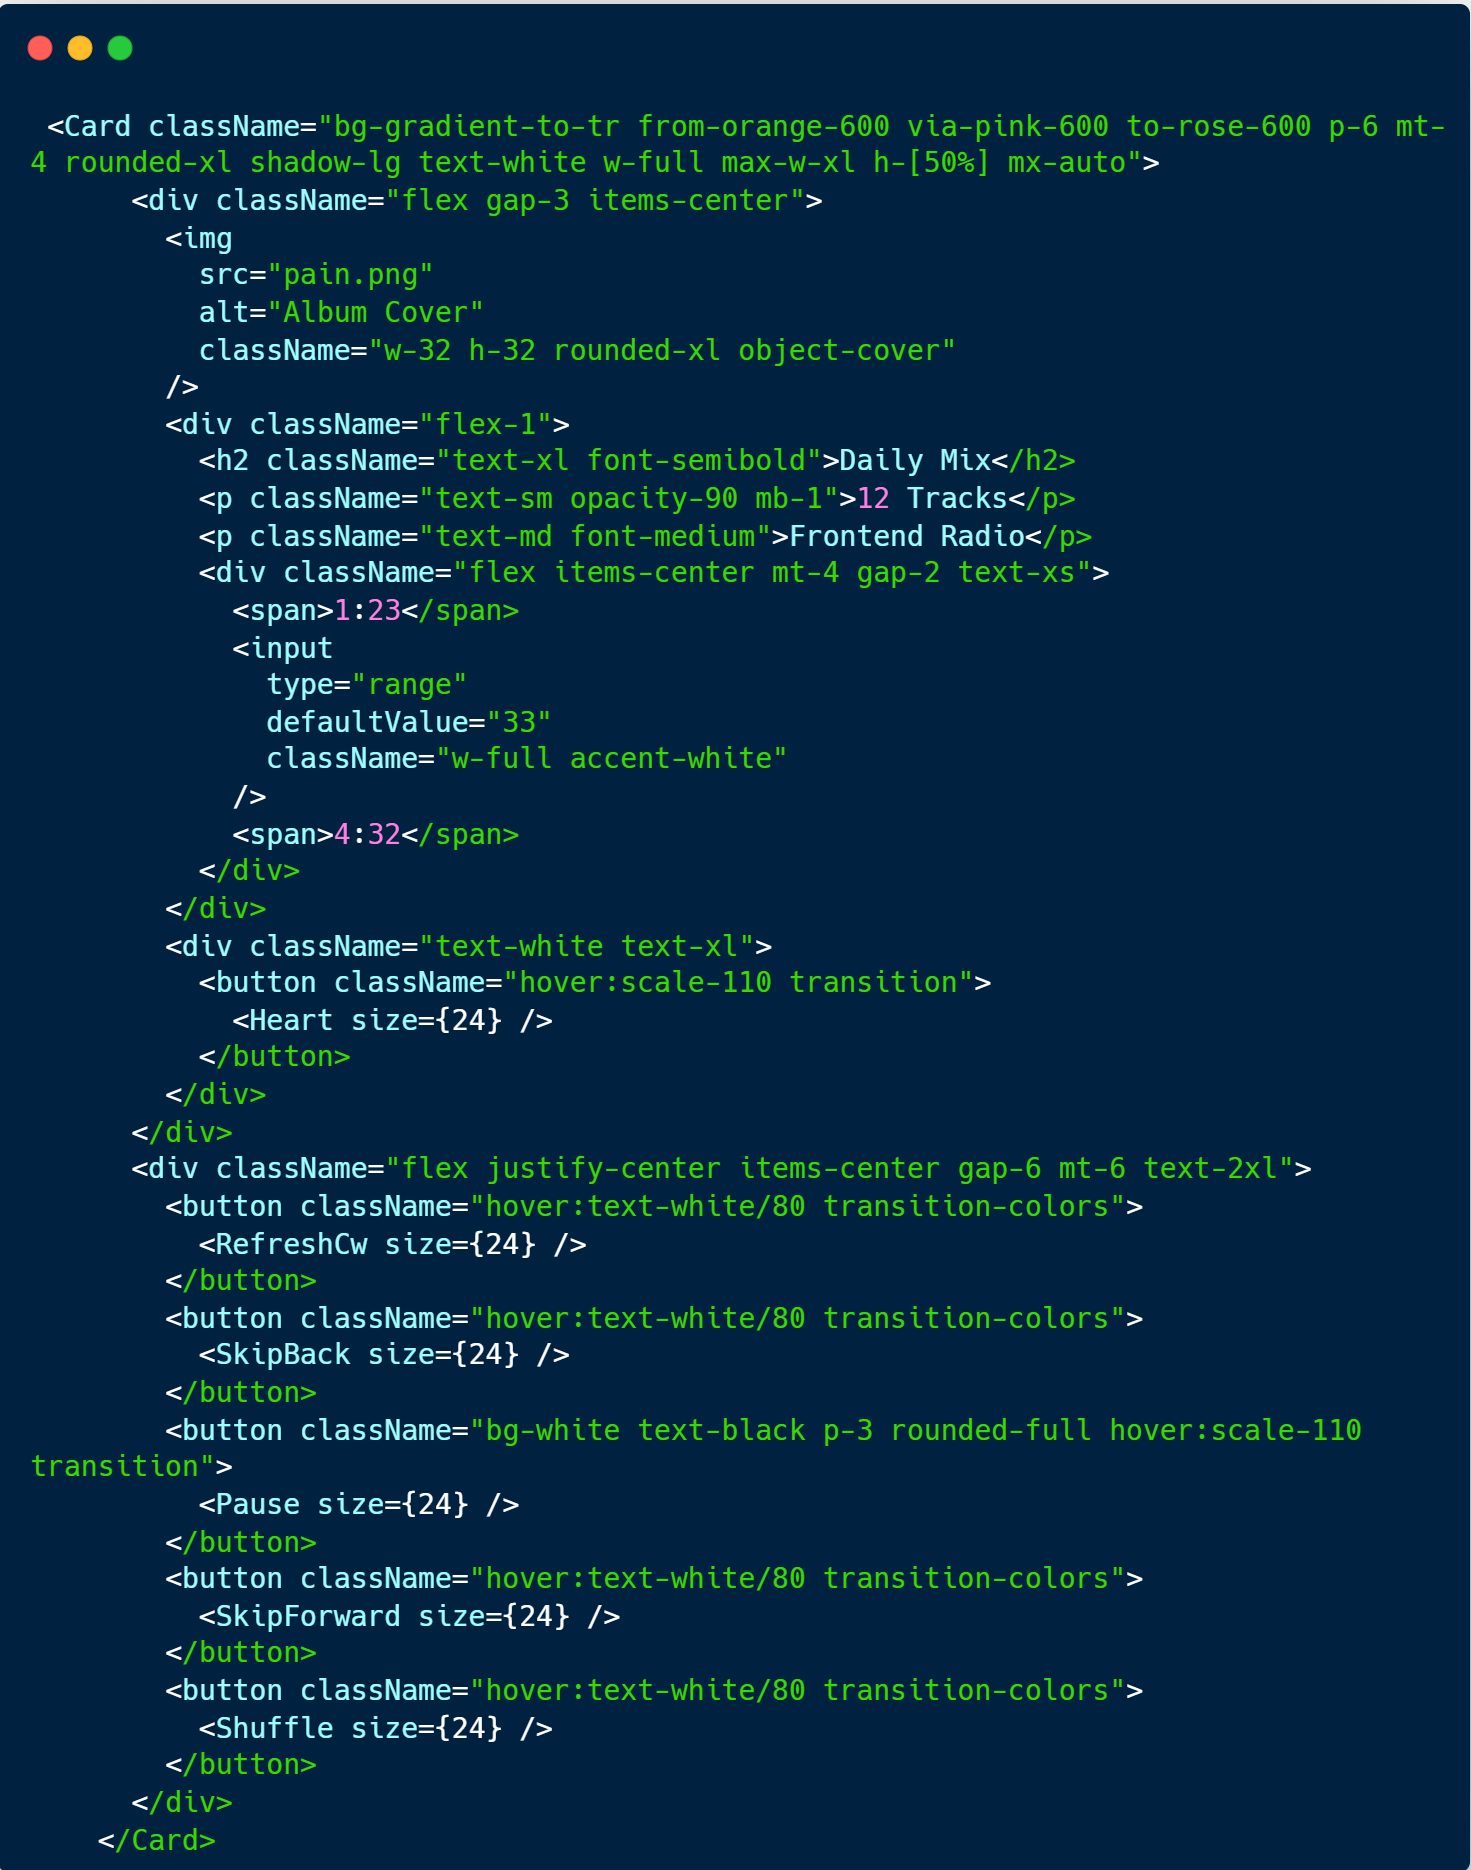 <Card className="bg-gradient-to-tr from-orange-600 via-pink-600 to-rose-600 p-6 mt-
4 rounded-xl shadow-lg text-white w-full max-w-xl h-[50%] mx-auto">
<div className="flex gap-3 items-center">
<img
src="pain.png"
alt="Album Cover"
className="w-32 h-32 rounded-xl object-cover"
/>
<div className="flex-1">
<h2 className="text-xl font-semibold">Daily Mix</h2>
<p className="text-sm opacity-90 mb-1">12 Tracks</p>
<p className="text-md font-medium">Frontend Radio</p>
<div className="flex items-center mt-4 gap-2 text-xs">
<span>1:23</span>
<input
type="range"
defaultValue="33"
className="w-full accent-white"
/>
<span>4:32</span>
</div>
</div>
<div className="text-white text-xl">
<button className="hover:scale-110 transition">
<Heart size={24} />
</button>
</div>
</div>
<div className="flex justify-center items-center gap-6 mt-6 text-2xl">
<button className="hover:text-white/80 transition-colors">
<RefreshCw size={24} />
</button>
<button className="hover:text-white/80 transition-colors">
<SkipBack size={24} />
</button>
<button className="bg-white text-black p-3 rounded-full hover:scale-110
transition">
<Pause size={24} />
</button>
<button className="hover:text-white/80 transition-colors">
<SkipForward size={24} />
</button>
<button className="hover:text-white/80 transition-colors">
<Shuffle size={24} />
</button>
</div>
</Card>